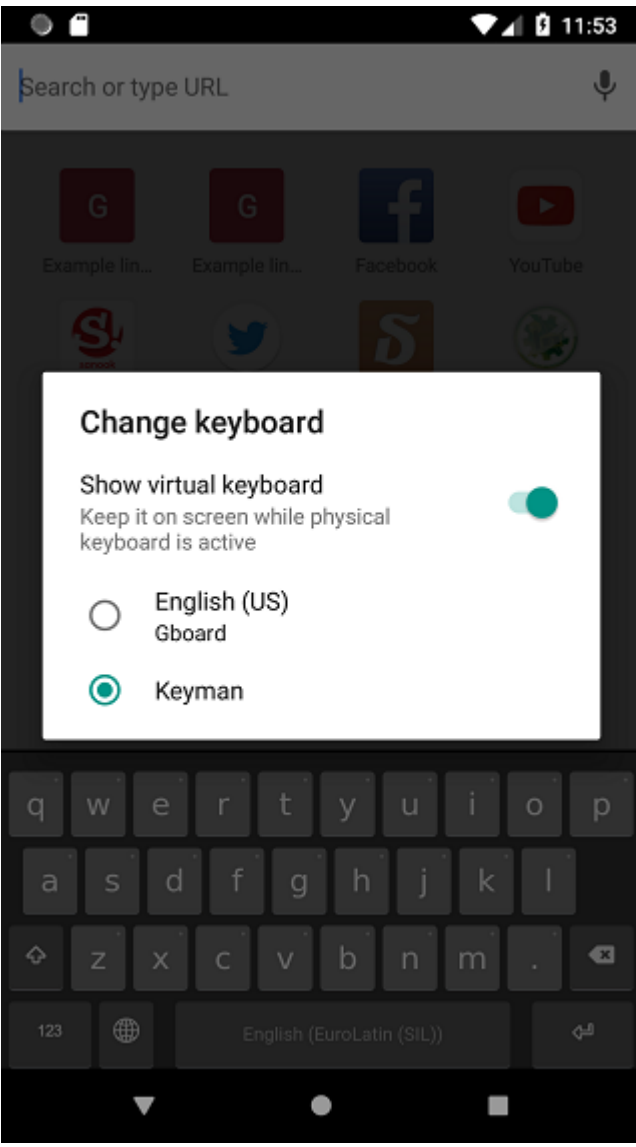 11:53
Search or type URL
G G
Example lin... Example lin... Facebook YouTube
Change keyboard
Show virtual keyboard
Keep it on screen while physical
keyboard is active
English (US)
Gboard
Keyman
q w e r t y u i o p
a s d f g h j k l
z x c v b n m .
123 English (EuroLatin (SIL))